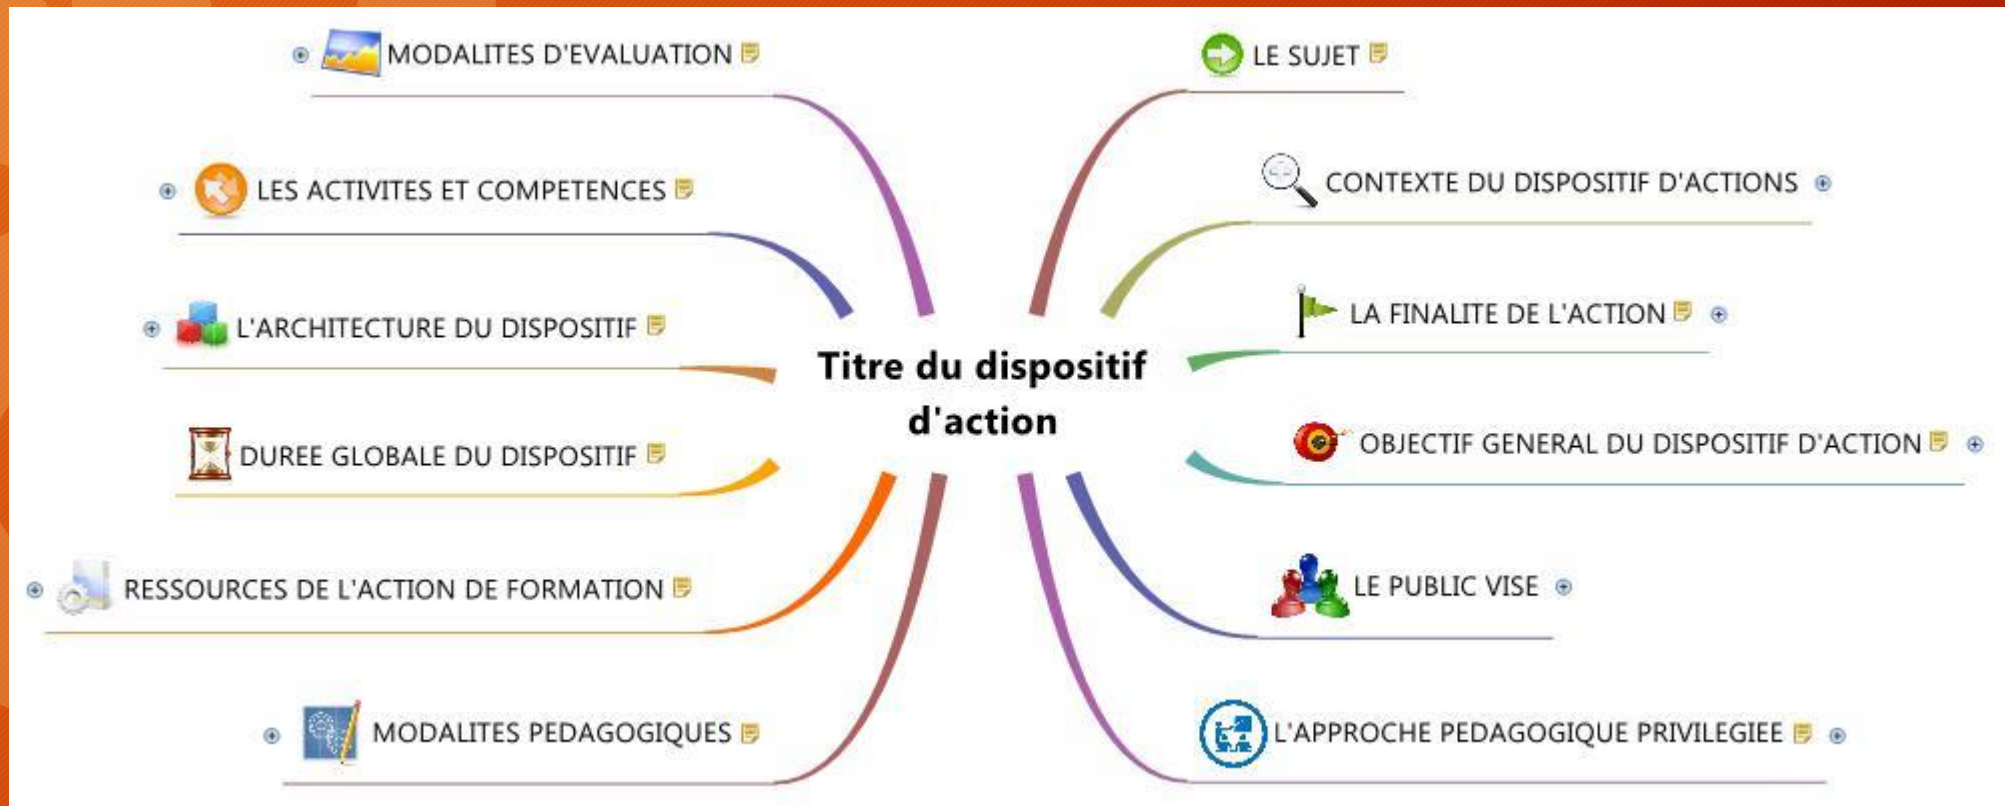 MODALITES D'EVALUATION
LE SUJET
LES ACTIVITES ET COMPETENCES
CONTEXTE DU DISPOSITIF D'ACTIONS
L'ARCHITECTURE DU DISPOSITIF
LA FINALITE DE L'ACTION
Titre du dispositif
d'action
DUREE GLOBALE DU DISPOSITIF
OBJECTIF GENERAL DU DISPOSITIF D'ACTION
RESSOURCES DE L'ACTION DE FORMATION
LE PUBLIC VISE
MODALITES PEDAGOGIQUES
L'APPROCHE PEDAGOGIQUE PRIVILEGIEE